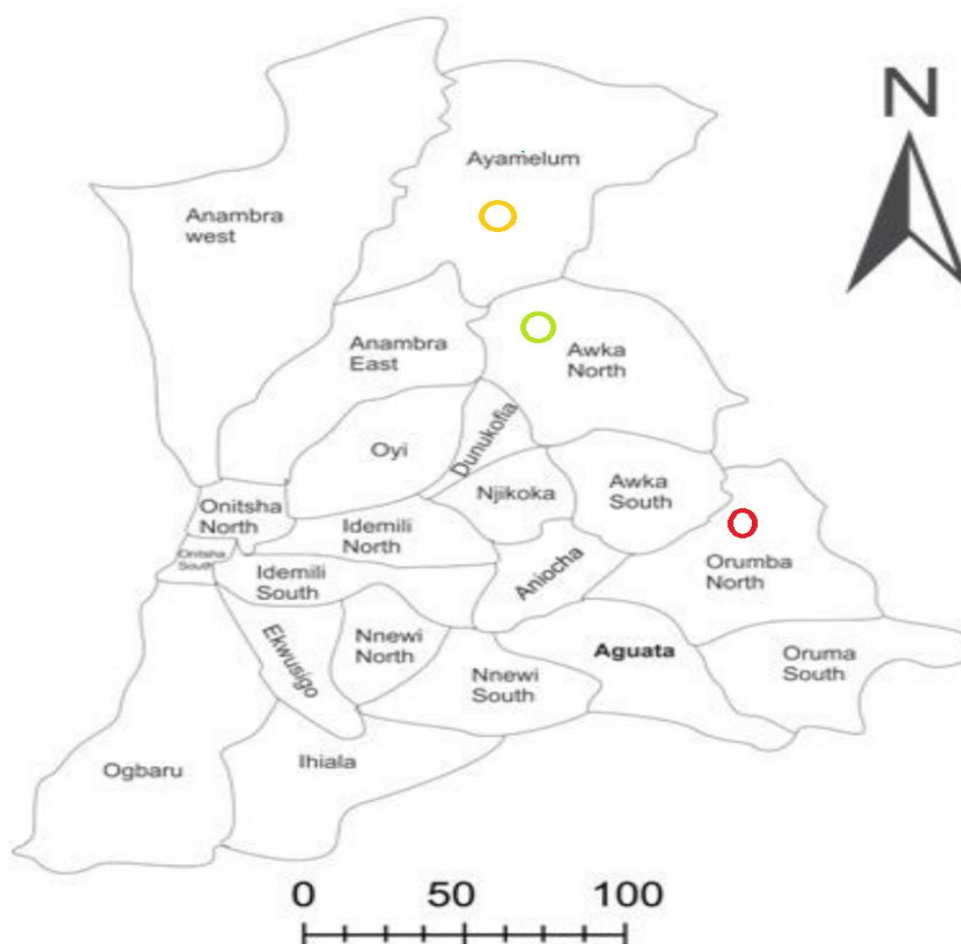 N
Ayamelum
Anambra
west
Anambra
East
Awka
North
Oyi
Dunukofia
Njikoka
Awka
South
Onitsha
North
Idemili
North
Onitsha
South
Idemili
South
Aniocha
Orumba
North
Ekwusigo
Nnewi
North
Aguata
Oruma
South
Nnewi
South
Ihiala
Ogbaru
0 50 100